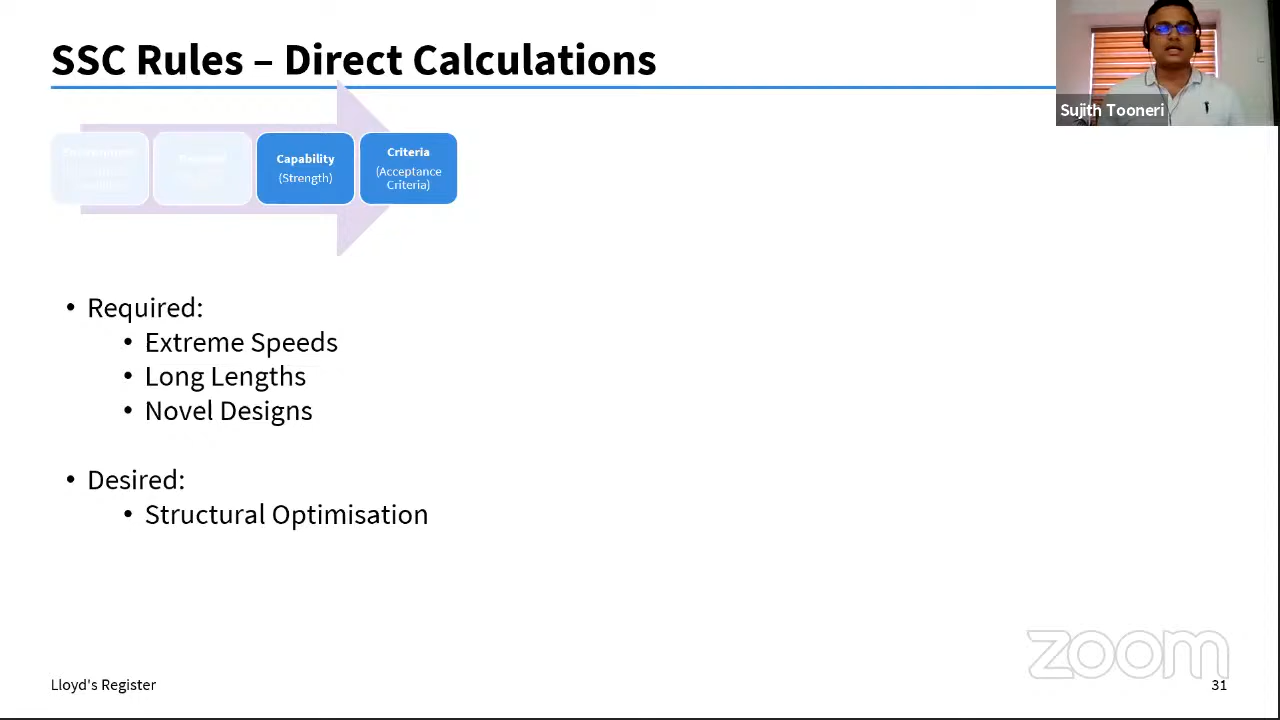 SSC Rules – Direct Calculations
Sujith Tooneri
Capability
(Strength)
Criteria
(Acceptance
Criteria)
• Required:
• Extreme Speeds
• Long Lengths
• Novel Designs
• Desired:
• Structural Optimisation
zoom
Lloyd's Register
31